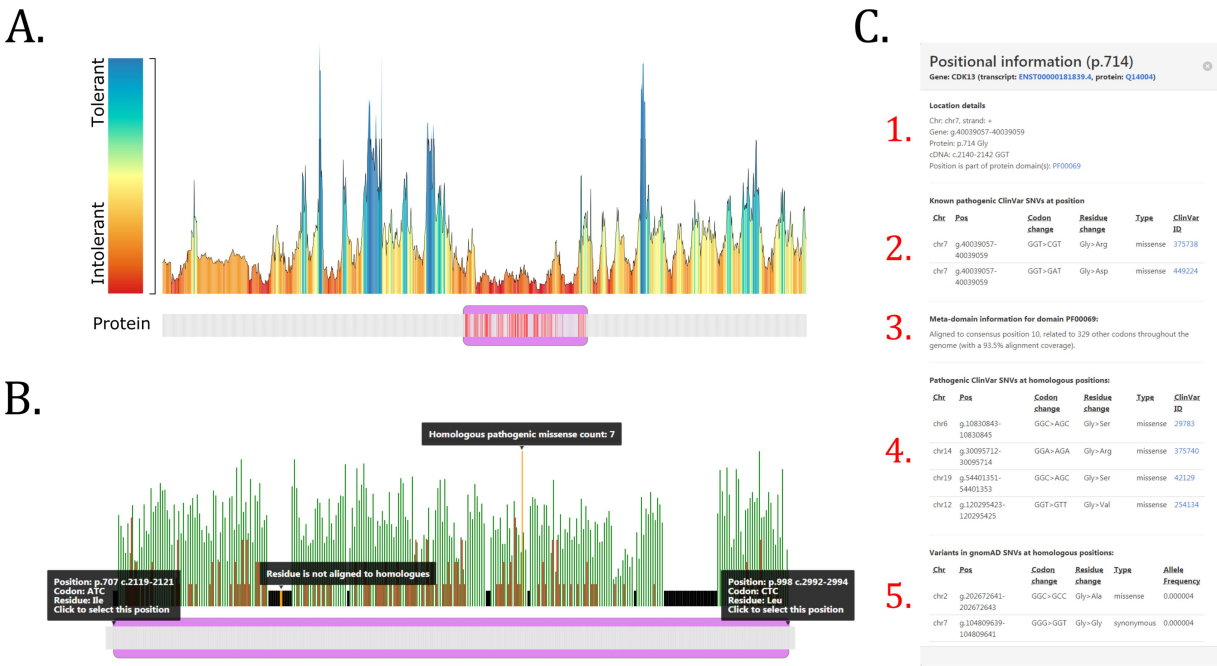 A.
Tolerant
Intolerant
Protein
B.
Homologous pathogenic missense count: 7
Position: p.707 c.2119-2121
Codon: ATC
Residue: Ile
Click to select this position
Residue is not aligned to homologues
Position: p.998 c.2992-2994
Codon: CTC
Residue: Leu
Click to select this position
C.
Positional information (p.714)
Gene: CDK13 (transcript: ENST00000181839.4, protein: Q14004)
1.
Location details
Chr: chr7, strand: +
Gene: g.40039057-40039059
Protein: p.714 Gly
cDNA: c.2140-2142 GGT
Position is part of protein domain(s): PF00069
2.
Known pathogenic ClinVar SNVs at position
Chr Pos Codon change Residue change Type ClinVar ID
chr7 g.40039057-40039059 GGT>CGT Gly>Arg missense 375738
chr7 g.40039057-40039059 GGT>GAT Gly>Asp missense 449224
3.
Meta-domain information for domain PF00069:
Aligned to consensus position 10, related to 329 other codons throughout the
genome (with a 93.5% alignment coverage).
4.
Pathogenic ClinVar SNVs at homologous positions:
Chr Pos Codon change Residue change Type ClinVar ID
chr6 g.10830843-10830845 GGC>AGC Gly>Ser missense 29783
chr14 g.30095712-30095714 GGA>AGA Gly>Arg missense 375740
chr19 g.54401351-54401353 GGC>AGC Gly>Ser missense 42129
chr12 g.120295423-120295425 GGT>GTT Gly>Val missense 254134
5.
Variants in gnomAD SNVs at homologous positions:
Chr Pos Codon change Residue change Type Allele Frequency
chr2 g.202672641-202672643 GGC>GCC Gly>Ala missense 0.000004
chr7 g.104809639-104809641 GGG>GGT Gly>Gly synonymous 0.000004